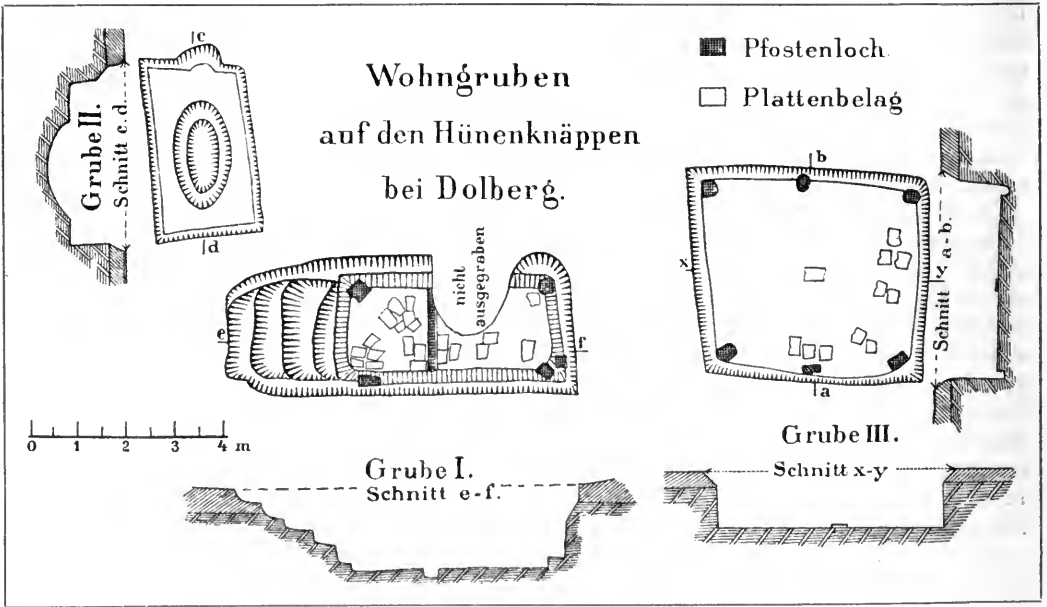 Wohngruben
auf den Hünenknäppen
bei Dolberg.
Pfostenloch
Plattenbelag
Grube II.
Schnitt c.d.
c
d
nicht
ausgegraben
e
f
0 1 2 3 4 m
Grube I.
Schnitt e-f.
b
x
y
a
Schnitt
a-b.
Grube III.
Schnitt x-y